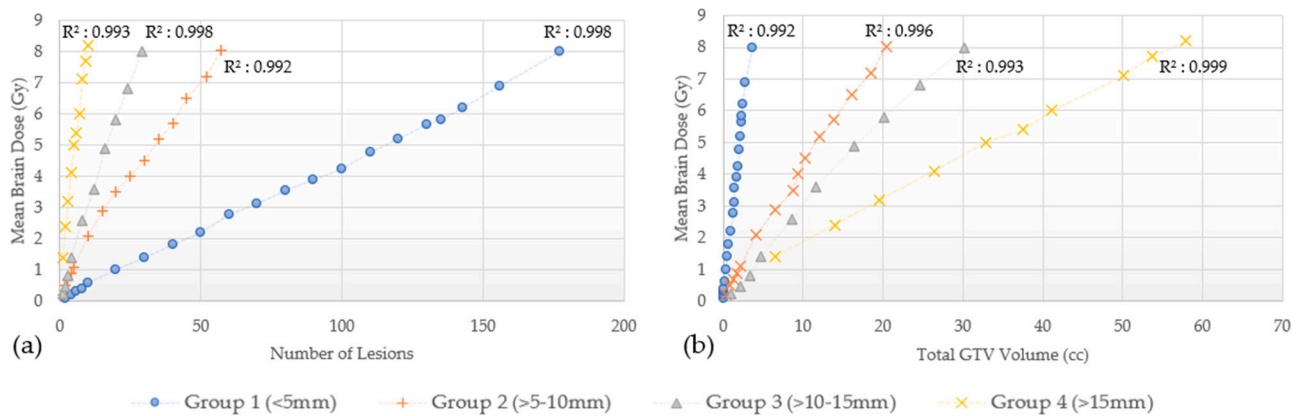 9
8
7
6
5
4
3
2
1
0
Mean Brain Dose (Gy)
R² : 0.993
R² : 0.998
R² : 0.992
R² : 0.998
0 50 100 150 200
Number of Lesions
(a)
9
8
7
6
5
4
3
2
1
0
Mean Brain Dose (Gy)
R² : 0.992
R² : 0.996
R² : 0.993
R² : 0.999
0 10 20 30 40 50 60 70
Total GTV Volume (cc)
(b)
Group 1 (<5mm) Group 2 (>5-10mm) Group 3 (>10-15mm) Group 4 (>15mm)